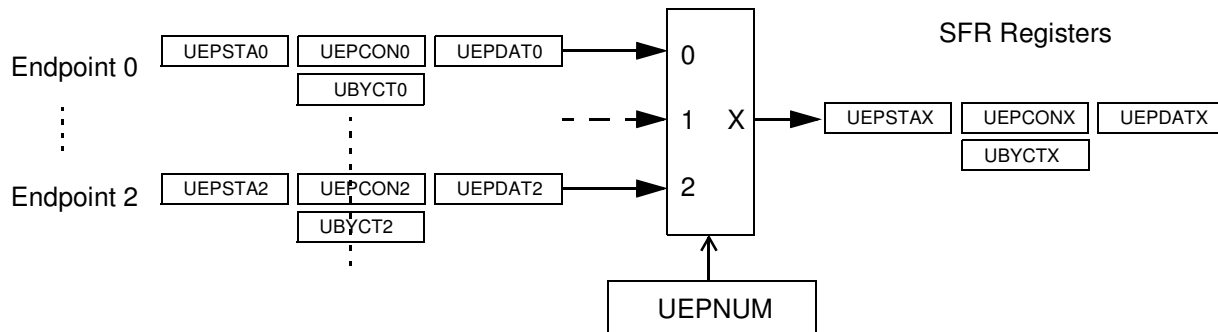 SFR Registers
Endpoint 0 UEPSTA0 UEPCON0 UEPDAT0 0
UBYCT0
1 X UEPSTAX UEPCONX UEPDATX
UBYCTX
Endpoint 2 UEPSTA2 UEPCON2 UEPDAT2 2
UBYCT2
UEPNUM